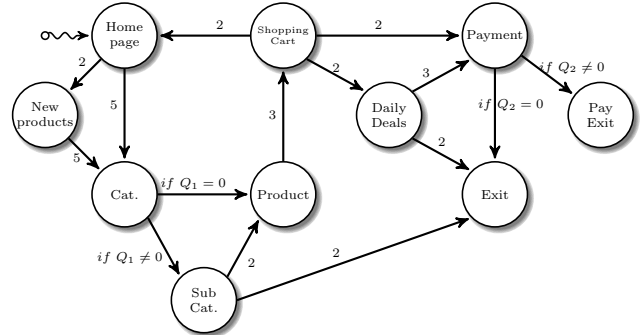 Home
page
2
Shopping
Cart
2
Payment
2
5
2
3
if Q₂ ≠ 0
New
products
3
Daily
Deals
if Q₂ = 0
Pay
Exit
5
2
Cat.
if Q₁ = 0
Product
Exit
if Q₁ ≠ 0
2
2
Sub
Cat.